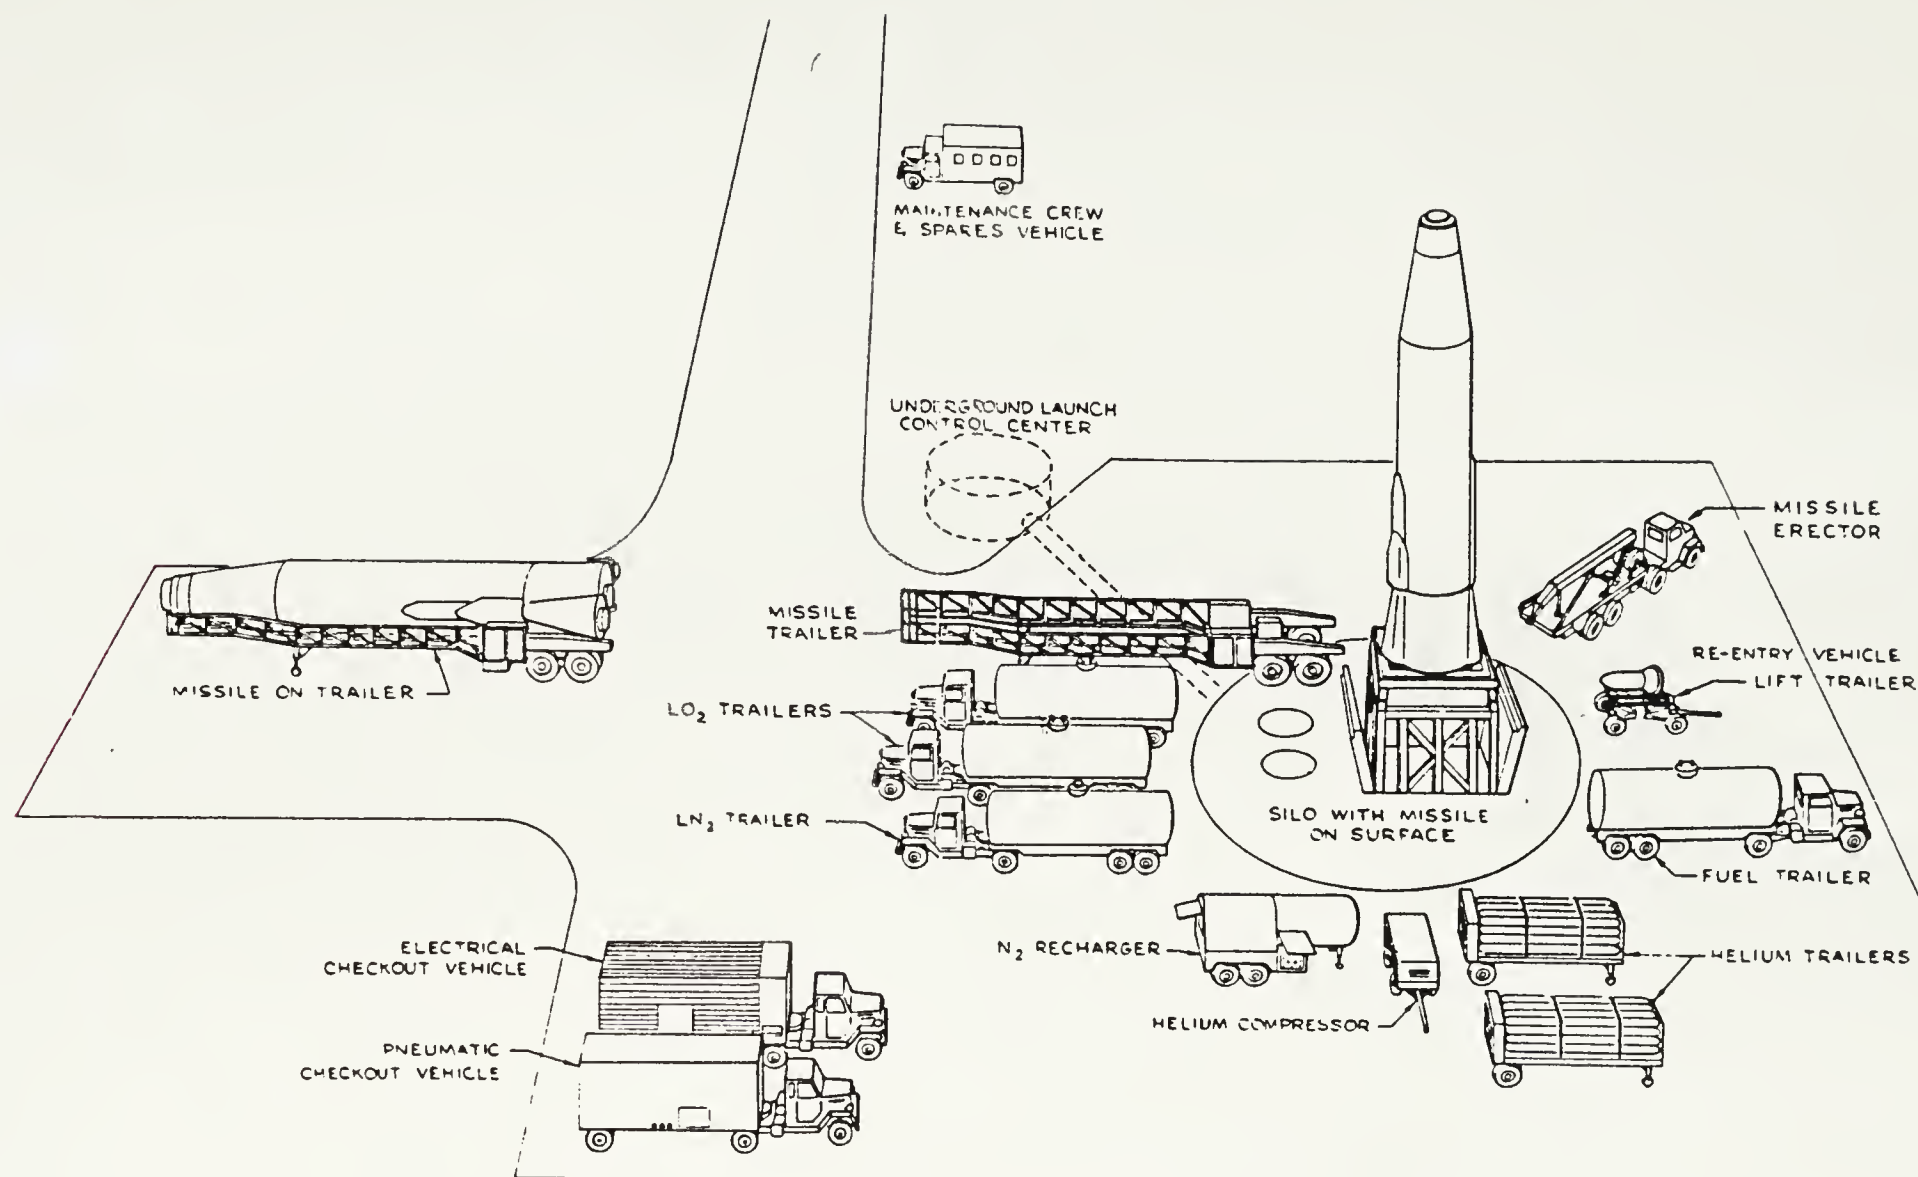 MAINTENANCE CREW
& SPARES VEHICLE
UNDERGROUND LAUNCH
CONTROL CENTER
MISSILE
ERECTOR
MISSILE
TRAILER
RE-ENTRY VEHICLE
LIFT TRAILER
MISSILE ON TRAILER
LO₂ TRAILERS
LN₂ TRAILER
SILO WITH MISSILE
ON SURFACE
FUEL TRAILER
ELECTRICAL
CHECKOUT VEHICLE
N₂ RECHARGER
HELIUM TRAILERS
HELIUM COMPRESSOR
PNEUMATIC
CHECKOUT VEHICLE